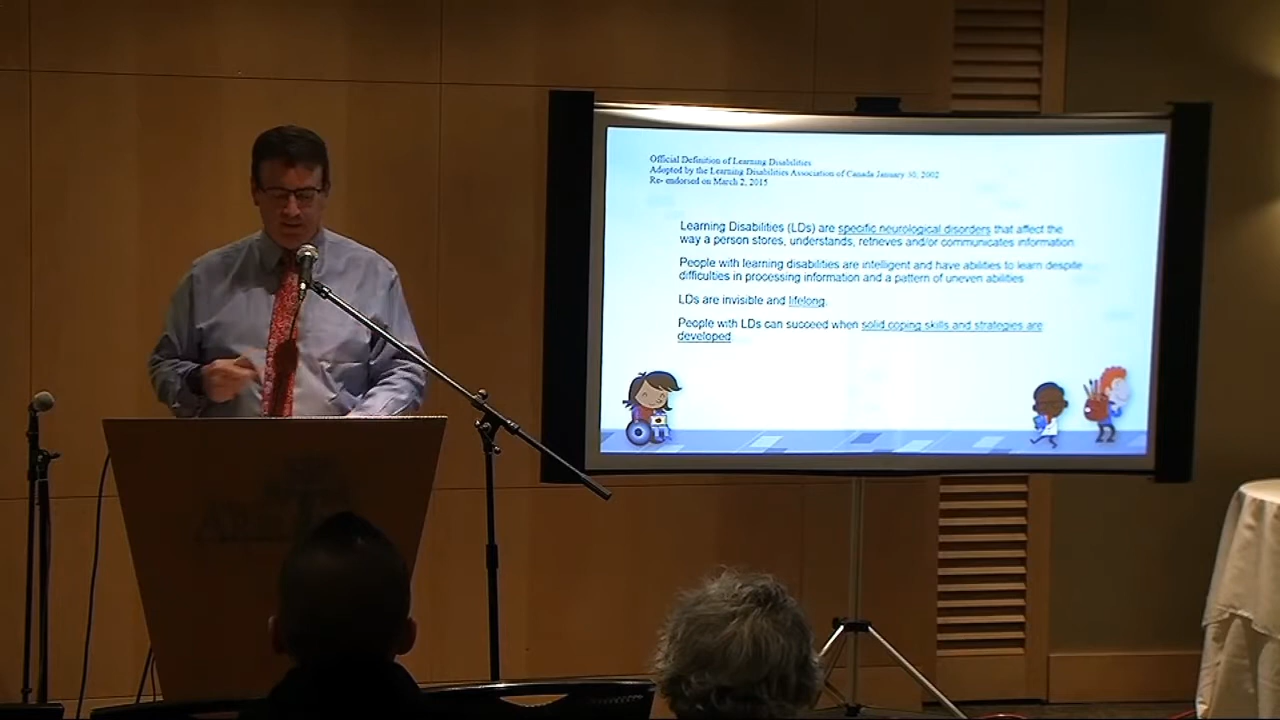 Official Definition of Learning Disabilities
Adopted by the Learning Disabilities Association of Canada January 30, 2002
Re- endorsed on March 2, 2015
Learning Disabilities (LDs) are specific neurological disorders that affect the
way a person stores, understands, retrieves and/or communicates information
People with learning disabilities are intelligent and have abilities to learn despite
difficulties in processing information and a pattern of uneven abilities
LDs are invisible and lifelong.
People with LDs can succeed when solid coping skills and strategies are
developed